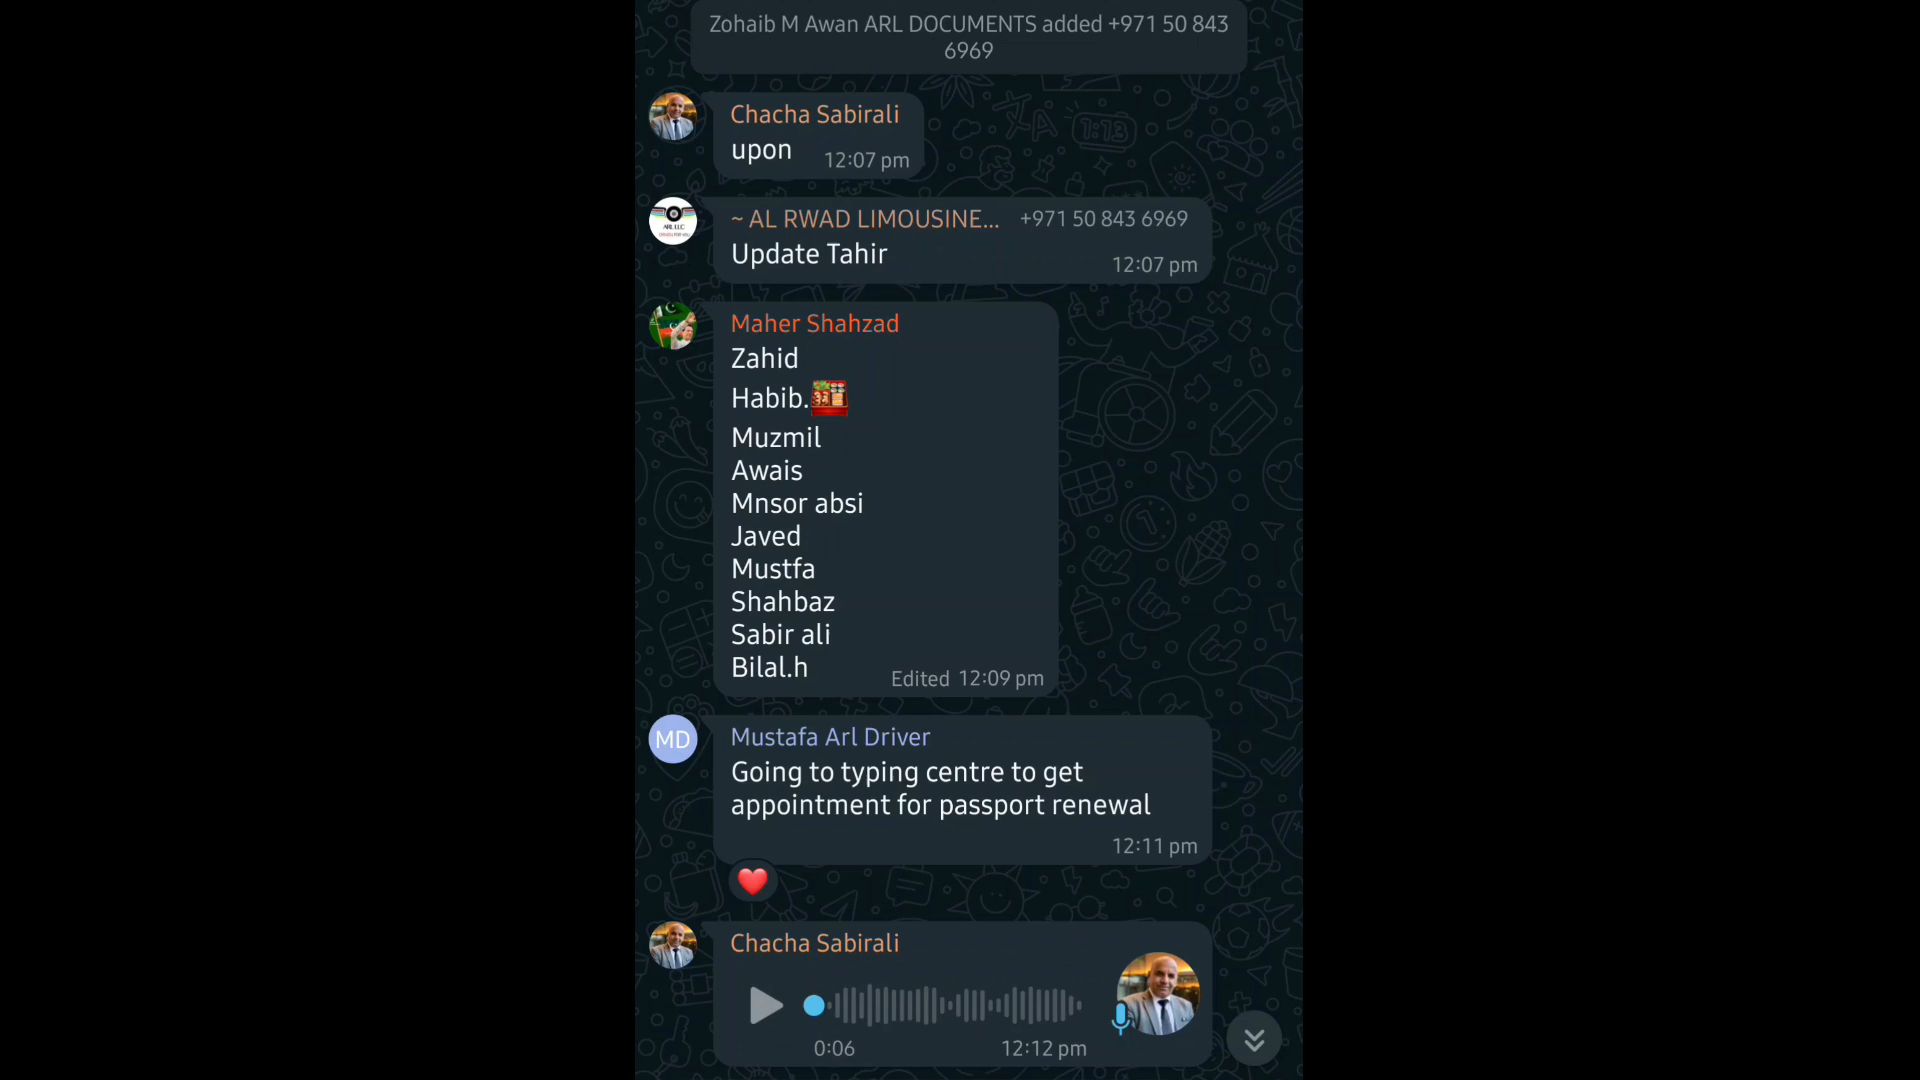 Zohaib M Awan ARL DOCUMENTS added +971 50 843
6969
Chacha Sabirali
upon 12:07 pm
~ AL RWAD LIMOUSINE... +971 50 843 6969
Update Tahir
12:07 pm
Maher Shahzad
Zahid
Habib.🍱
Muzmil
Awais
Mnsor absi
Javed
Mustfa
Shahbaz
Sabir ali
Bilal.h
Edited 12:09 pm
MD
Mustafa Arl Driver
Going to typing centre to get
appointment for passport renewal
12:11 pm
❤️
Chacha Sabirali
0:06 12:12 pm